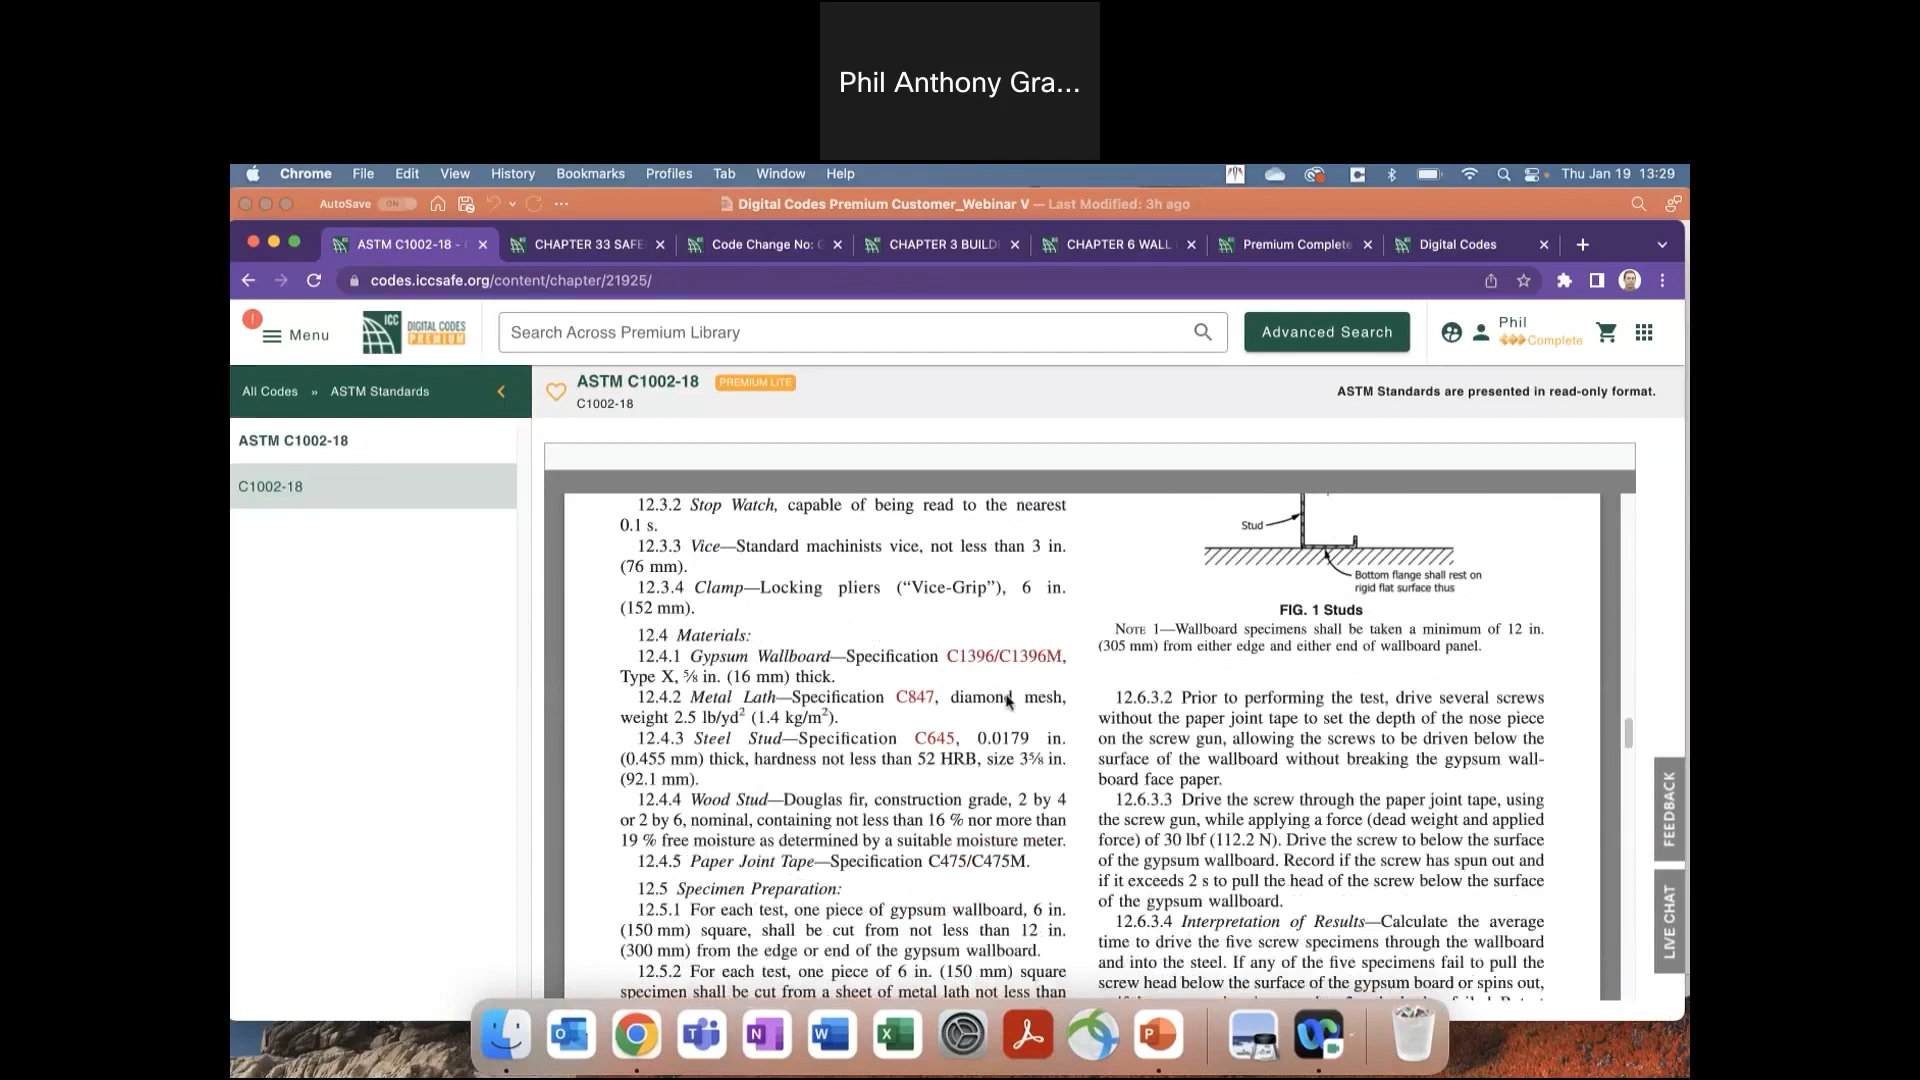 Phil Anthony Gra...
Chrome File Edit View History Bookmarks Profiles Tab Window Help Thu Jan 19 13:29
AutoSave ON Digital Codes Premium Customer_Webinar V — Last Modified: 3h ago
ASTM C1002-18 - CHAPTER 33 SAFE Code Change No: CHAPTER 3 BUILD CHAPTER 6 WALL Premium Complete Digital Codes
codes.iccsafe.org/content/chapter/21925/
Menu
ICC DIGITAL CODES PREMIUM
Search Across Premium Library
Advanced Search
Phil
Complete
All Codes » ASTM Standards
ASTM C1002-18 PREMIUM LITE
C1002-18
ASTM Standards are presented in read-only format.
ASTM C1002-18
C1002-18
12.3.2 Stop Watch, capable of being read to the nearest
0.1 s.
12.3.3 Vice—Standard machinists vice, not less than 3 in.
(76 mm).
12.3.4 Clamp—Locking pliers (“Vice-Grip”), 6 in.
(152 mm).
12.4 Materials:
12.4.1 Gypsum Wallboard—Specification C1396/C1396M,
Type X, ⅝ in. (16 mm) thick.
12.4.2 Metal Lath—Specification C847, diamond mesh,
weight 2.5 lb/yd² (1.4 kg/m²).
12.4.3 Steel Stud—Specification C645, 0.0179 in.
(0.455 mm) thick, hardness not less than 52 HRB, size 3⅝ in.
(92.1 mm).
12.4.4 Wood Stud—Douglas fir, construction grade, 2 by 4
or 2 by 6, nominal, containing not less than 16 % nor more than
19 % free moisture as determined by a suitable moisture meter.
12.4.5 Paper Joint Tape—Specification C475/C475M.
12.5 Specimen Preparation:
12.5.1 For each test, one piece of gypsum wallboard, 6 in.
(150 mm) square, shall be cut from not less than 12 in.
(300 mm) from the edge or end of the gypsum wallboard.
12.5.2 For each test, one piece of 6 in. (150 mm) square
specimen shall be cut from a sheet of metal lath not less than
Stud
Bottom flange shall rest on
rigid flat surface thus
FIG. 1 Studs
NOTE 1—Wallboard specimens shall be taken a minimum of 12 in.
(305 mm) from either edge and either end of wallboard panel.
12.6.3.2 Prior to performing the test, drive several screws
without the paper joint tape to set the depth of the nose piece
on the screw gun, allowing the screws to be driven below the
surface of the wallboard without breaking the gypsum wall-
board face paper.
12.6.3.3 Drive the screw through the paper joint tape, using
the screw gun, while applying a force (dead weight and applied
force) of 30 lbf (112.2 N). Drive the screw to below the surface
of the gypsum wallboard. Record if the screw has spun out and
if it exceeds 2 s to pull the head of the screw below the surface
of the gypsum wallboard.
12.6.3.4 Interpretation of Results—Calculate the average
time to drive the five screw specimens through the wallboard
and into the steel. If any of the five specimens fail to pull the
screw head below the surface of the gypsum board or spins out,
FEEDBACK
LIVE CHAT